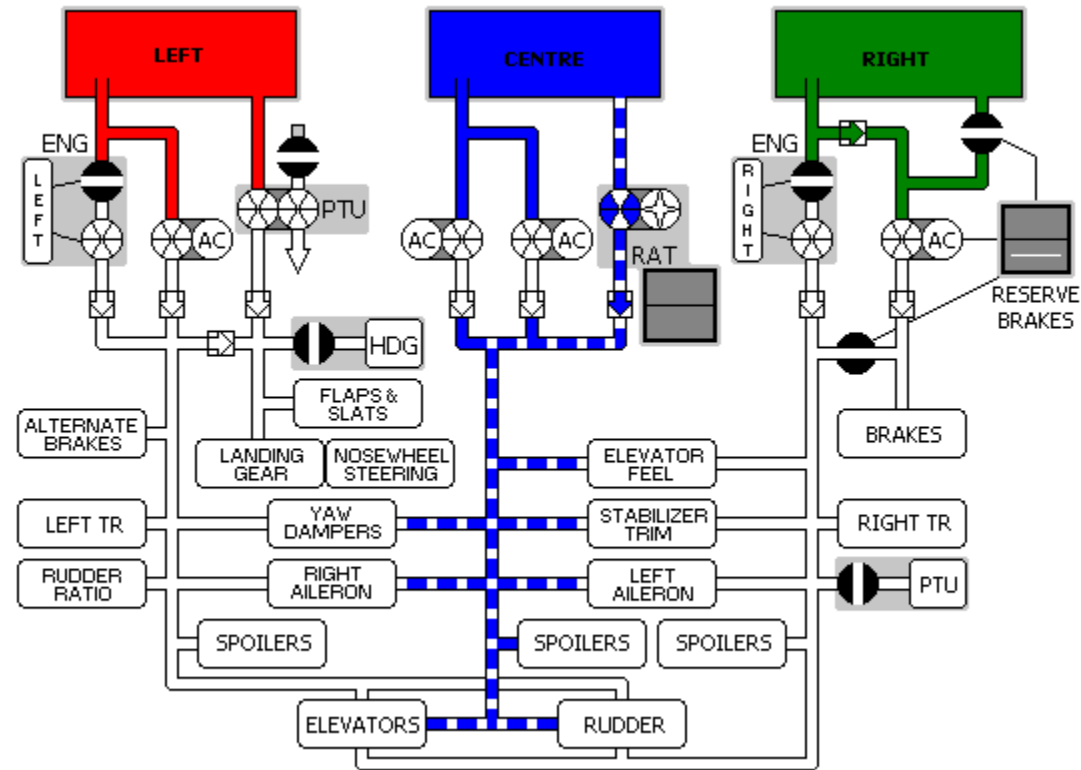 LEFT
CENTRE
RIGHT
ENG
ENG
LEFT
PTU
RIGHT
AC
AC
AC
AC
RAT
RESERVE
BRAKES
HDG
FLAPS &
SLATS
ALTERNATE
BRAKES
LANDING
GEAR
NOSEWHEEL
STEERING
ELEVATOR
FEEL
BRAKES
LEFT TR
YAW
DAMPERS
STABILIZER
TRIM
RIGHT TR
RUDDER
RATIO
RIGHT
AILERON
LEFT
AILERON
PTU
SPOILERS
SPOILERS
SPOILERS
ELEVATORS
RUDDER